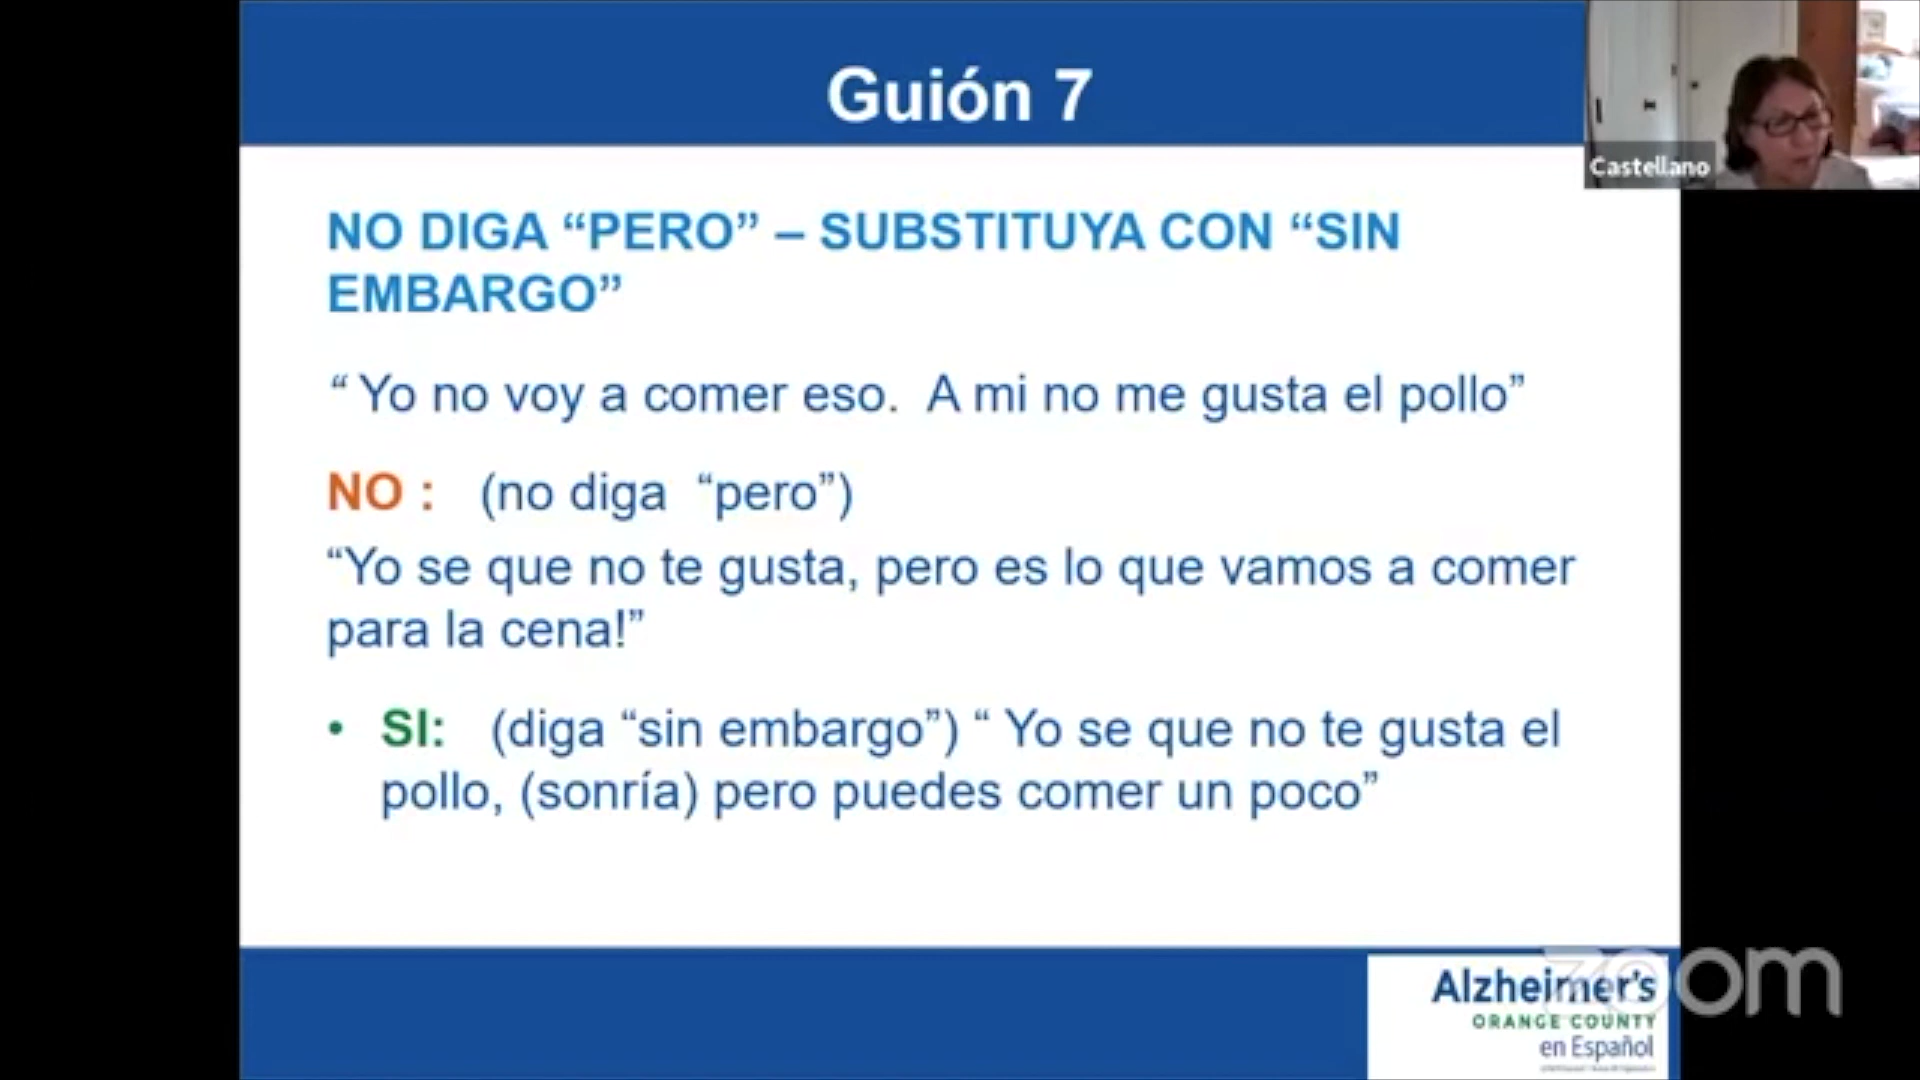 Guión 7
Castellano
NO DIGA “PERO” – SUBSTITUYA CON “SIN
EMBARGO”
“ Yo no voy a comer eso.  A mi no me gusta el pollo”
NO :   (no diga  “pero”)
“Yo se que no te gusta, pero es lo que vamos a comer
para la cena!”
• SI:   (diga “sin embargo”) “ Yo se que no te gusta el
pollo, (sonría) pero puedes comer un poco”
zoom
Alzheimer's
ORANGE COUNTY
en Español